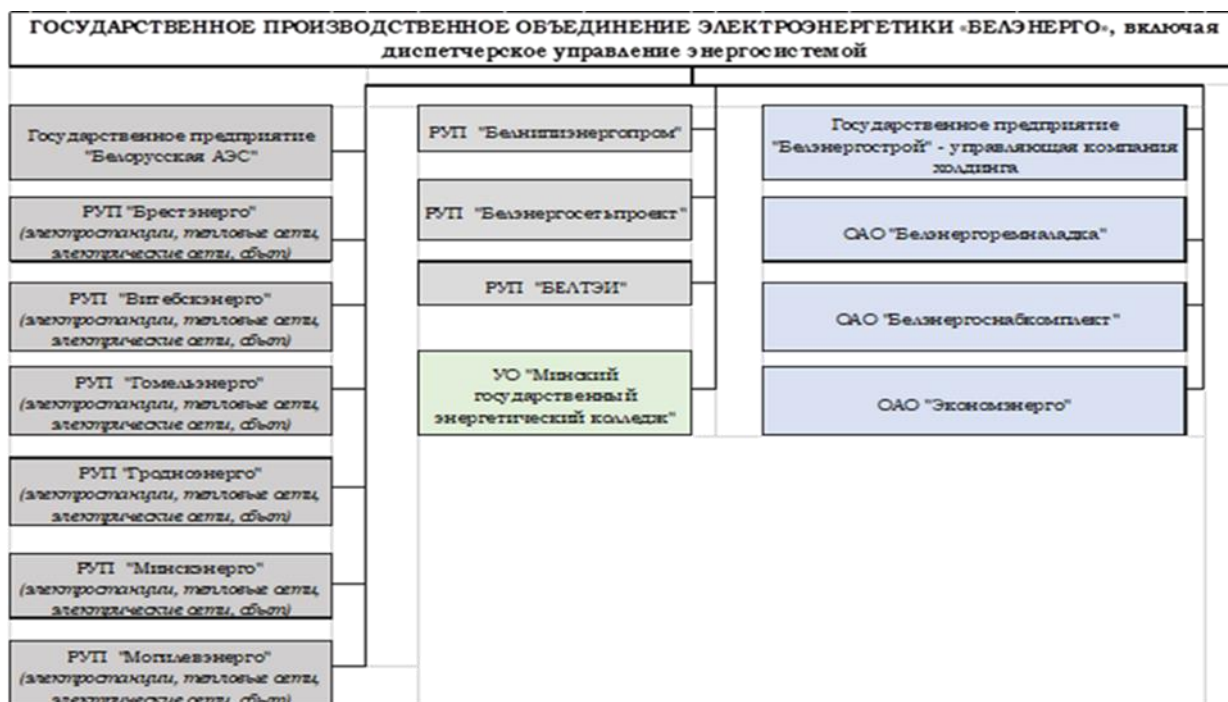 ГОСУДАРСТВЕННОЕ ПРОИЗВОДСТВЕННОЕ ОБЪЕДИНЕНИЕ ЭЛЕКТРОЭНЕРГЕТИКИ «БЕЛЭНЕРГО», включая
диспетчерское управление энергосистемой
Государственное предприятие
"Белорусская АЭС"
РУП "Брестэнерго"
(электростанции, тепловые сети,
электрические сети, сбыт)
РУП "Витебскэнерго"
(электростанции, тепловые сети,
электрические сети, сбыт)
РУП "Гомельэнерго"
(электростанции, тепловые сети,
электрические сети, сбыт)
РУП "Гродноэнерго"
(электростанции, тепловые сети,
электрические сети, сбыт)
РУП "Минскэнерго"
(электростанции, тепловые сети,
электрические сети, сбыт)
РУП "Могилевэнерго"
(электростанции, тепловые сети,
электрические сети, сбыт)
РУП "Белнипиэнергопром"
РУП "Белэнергосетьпроект"
РУП "БЕЛТЭИ"
УО "Минский
государственный
энергетический колледж"
Государственное предприятие
"Белэнергострой" - управляющая компания
холдинга
ОАО "Белэнергоремналадка"
ОАО "Белэнергоснабкомплект"
ОАО "Экономэнерго"